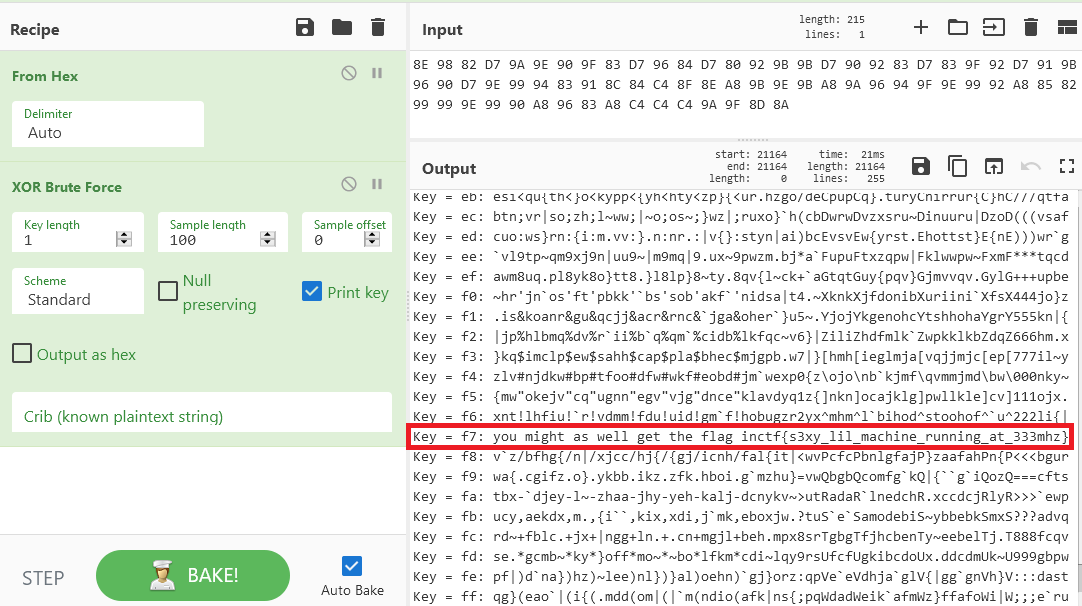 Recipe
From Hex
Delimiter
Auto
XOR Brute Force
Key length
1
Sample length
100
Sample offset
0
Scheme
Standard
Null preserving
Print key
Output as hex
Crib (known plaintext string)
STEP
BAKE!
Auto Bake
Input
length: 215
lines: 1
8E 98 82 D7 9A 9E 90 9F 83 D7 96 84 D7 80 92 9B 9B D7 90 92 83 D7 83 9F 92 D7 91 9B
96 90 D7 9E 99 94 83 91 8C 84 C4 8F 8E A8 9B 9E 9B A8 9A 96 94 9F 9E 99 92 A8 85 82
99 99 9E 99 90 A8 96 83 A8 C4 C4 C4 9A 9F 8D 8A
Output
start: 21164
end: 21164
length: 0
time: 21ms
length: 21164
lines: 255
Key = eb:
Key = ec: btn;vr|so;zh;l~ww;|~o;os~;}wz|;ruxo}`h(cbDwrwDvzxsru~Dinuuru|DzoD(((vsaf
Key = ed: cuo:ws}rn:{i:m.vv:}.n:nr.:|v{}:styn|ai)bcEvsvEw{yrst.Ehottst}E{nE)))wr`g
Key = ee: `vl9tp~qm9xj9n|uu9~|m9mq|9.ux~9pwzm.bj*a`FupuFtxzqpw|Fklwwpw~FxmF***tqcd
Key = ef: awm8uq.pl8yk8o}tt8.}l8lp}8~ty.8qv{l~ck+`aGtqtGuy{pqv}Gjmvvqv.GylG+++upbe
Key = f0: ~hr'jn`os'ft'pbkk'`bs'sob'akf`'nidsa|t4.~XknkXjfdonibXuriini`XfsX444jo}z
Key = f1: .is&koanr&gu&qcjj&acr&rnc&`jga&oher`}u5~.YjojYkgenohcYtshhohaYgrY555kn|{
Key = f2: |jp%hlbmq%dv%r`ii%b`q%qm`%cidb%lkfqc~v6}|ZiliZhdfmlk`ZwpkklkbZdqZ666hm.x
Key = f3: }kq$imclp$ew$sahh$cap$pla$bhec$mjgpb.w7|}[hmh[ieglmja[vqjjmjc[ep[777il~y
Key = f4: zlv#njdkw#bp#tfoo#dfw#wkf#eobd#jm`wexp0{z\ojo\nb`kjmf\qvmmjmd\bw\000nky~
Key = f5: {mw"okejv"cq"ugnn"egv"vjg"dnce"klavdyq1z{]nkn]ocajklg]pwllkle]cv]111ojx.
Key = f6: xnt!lhfiu!`r!vdmm!fdu!uid!gm`f!hobugzr2yx^mhm^l`bihod^stoohof^`u^222li{|
Key = f7: you might as well get the flag inctf{s3xy_lil_machine_running_at_333mhz}
Key = f8: v`z/bfhg{/n|/xjcc/hj{/{gj/icnh/fal{it|<wvPcfcPbnlgfajP}zaafahPn{P<<<bgur
Key = f9: wa{.cgifz.o}.ykbb.ikz.zfk.hboi.g`mzhu}=vwQbgbQcomfg`kQ|{``g`iQozQ===cfts
Key = fa: tbx-`djey-l~-zhaa-jhy-yeh-kalj-dcnykv~>utRadaR`lnedchR.xccdcjRlyR>>>`ewp
Key = fb: ucy,aekdx,m.,{i``,kix,xdi,j`mk,eboxjw.?tuS`e`SamodebiS~ybbebkSmxS???advq
Key = fc: rd~+fblc.+jx+|ngg+ln.+.cn+mgjl+beh.mpx8srTgbgTfjhcbenTy~eebelTj.T888fcqv
Key = fd: se.*gcmb~*ky*}off*mo~*~bo*lfkm*cdi~lqy9rsUfcfUgkibcdoUx.ddcdmUk~U999gbpw
Key = fe: pf|)d`na})hz)~lee)nl})}al)oehn)`gj}orz:qpVe`eVdhja`glV{|gg`gnVh}V:::dast
Key = ff: qg}(eao`|(i{(.mdd(om|(|`m(ndio(afk|ns{;pqWdadWeik`afmWz}ffafoWi|W;;;e`ru